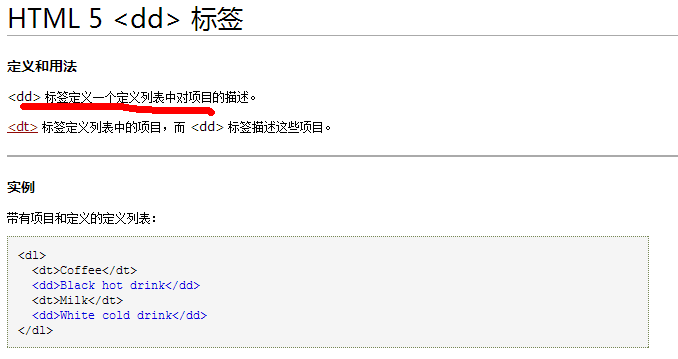 HTML 5 <dd> 标签
定义和用法
<dd> 标签定义一个定义列表中对项目的描述。
<dt> 标签定义列表中的项目，而 <dd> 标签描述这些项目。
实例
带有项目和定义的定义列表：
<dl>
  <dt>Coffee</dt>
  <dd>Black hot drink</dd>
  <dt>Milk</dt>
  <dd>White cold drink</dd>
</dl>